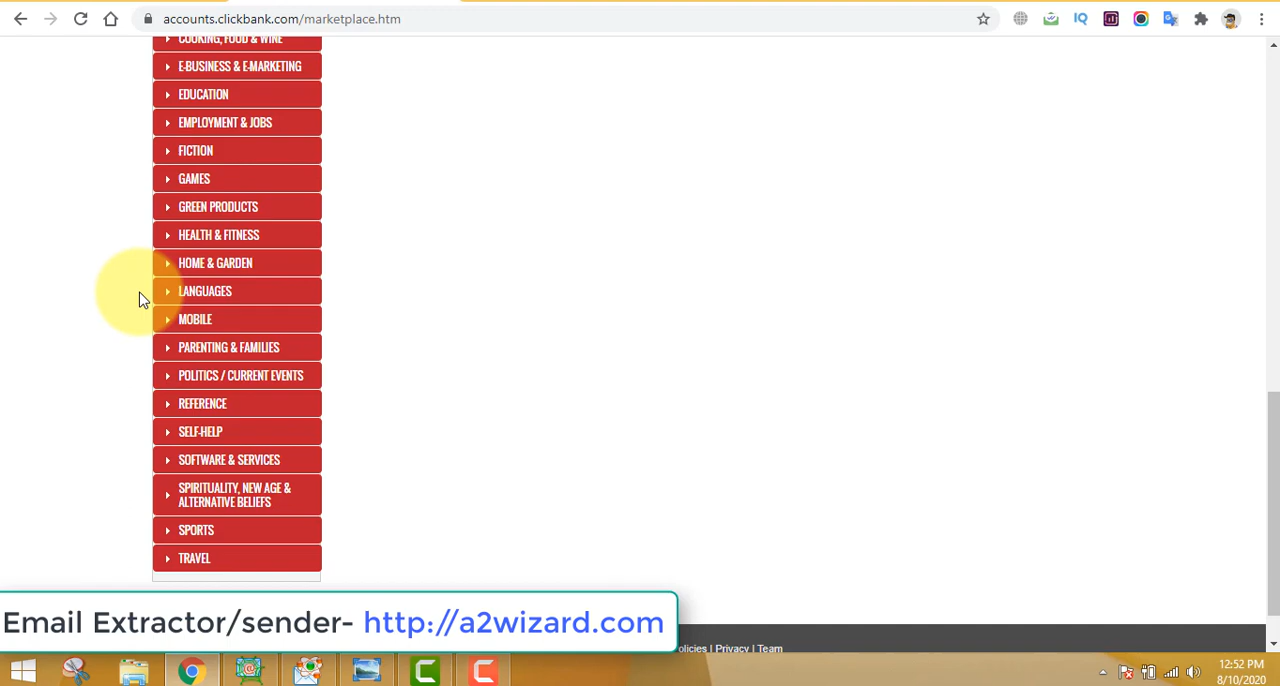 accounts.clickbank.com/marketplace.htm
COOKING, FOOD & WINE
E-BUSINESS & E-MARKETING
EDUCATION
EMPLOYMENT & JOBS
FICTION
GAMES
GREEN PRODUCTS
HEALTH & FITNESS
HOME & GARDEN
LANGUAGES
MOBILE
PARENTING & FAMILIES
POLITICS / CURRENT EVENTS
REFERENCE
SELF-HELP
SOFTWARE & SERVICES
SPIRITUALITY, NEW AGE &
ALTERNATIVE BELIEFS
SPORTS
TRAVEL
Email Extractor/sender- http://a2wizard.com
olicies | Privacy | Team
12:52 PM
8/10/2020